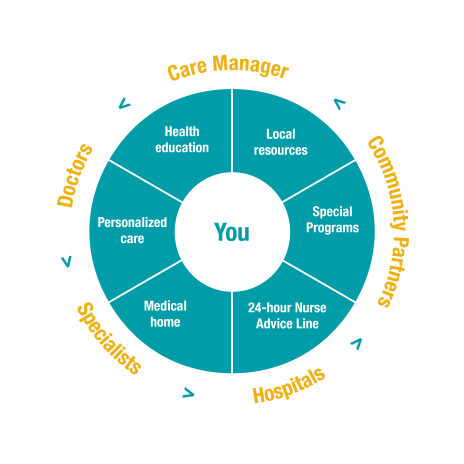 Care Manager
Community Partners
Hospitals
Specialists
Doctors
Health
education
Local
resources
Special
Programs
24-hour Nurse
Advice Line
Medical
home
Personalized
care
You